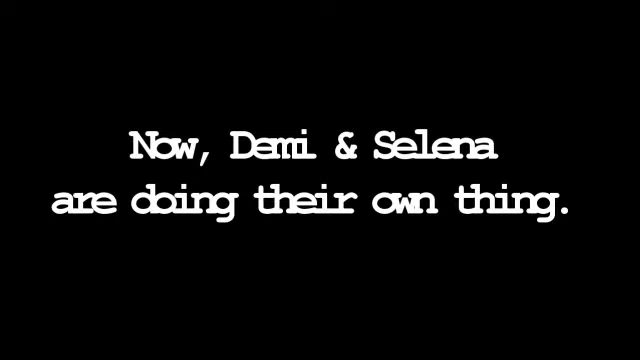 Now, Demi & Selena
are doing their own thing.